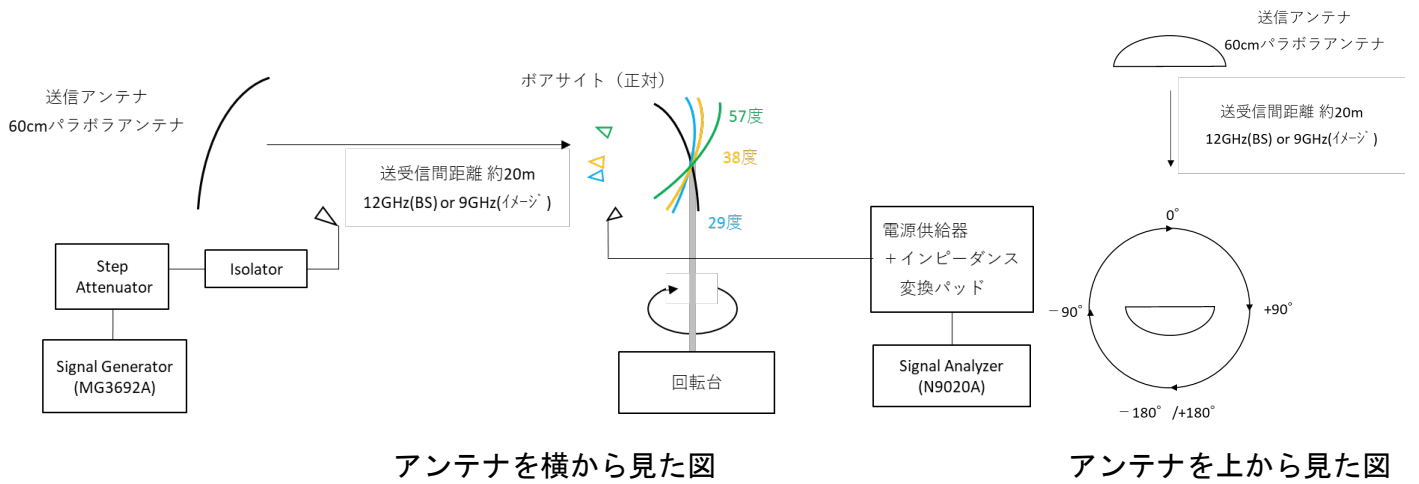 送信アンテナ
60cmパラボラアンテナ
ボアサイト（正対）
57度
38度
29度
送受信間距離 約20m
12GHz(BS) or 9GHz(ｲﾒｰｼﾞ)
Step
Attenuator
Isolator
Signal Generator
(MG3692A)
回転台
電源供給器
＋インピーダンス
変換パッド
Signal Analyzer
(N9020A)
アンテナを横から見た図
送信アンテナ
60cmパラボラアンテナ
送受信間距離 約20m
12GHz(BS) or 9GHz(ｲﾒｰｼﾞ)
0°
－90°
+90°
－180° /+180°
アンテナを上から見た図